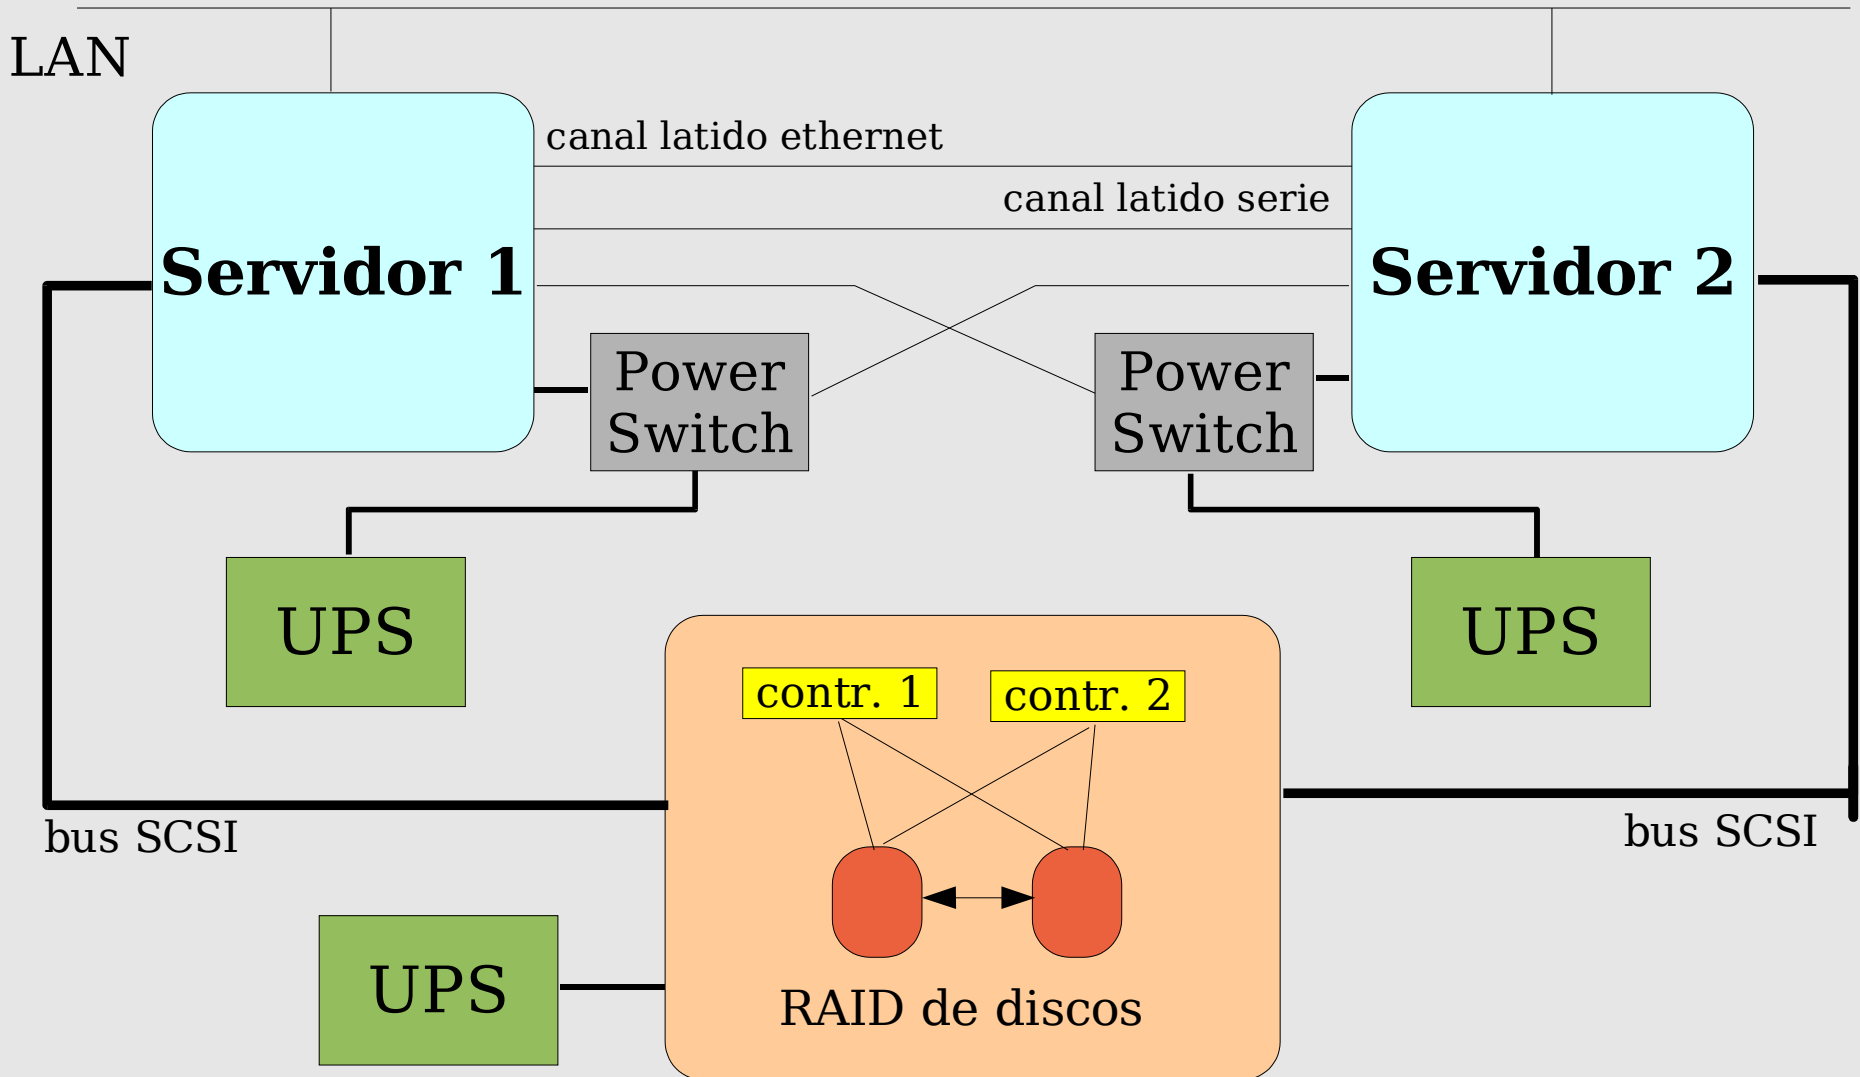 LAN
canal latido ethernet
canal latido serie
Servidor 1
Servidor 2
Power
Switch
Power
Switch
UPS
UPS
contr. 1
contr. 2
bus SCSI
bus SCSI
UPS
RAID de discos